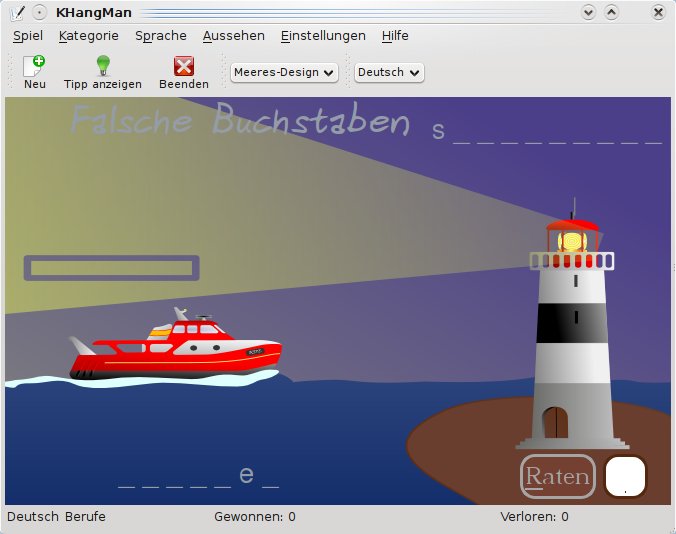 KHangMan
Spiel Kategorie Sprache Aussehen Einstellungen Hilfe
Neu Tipp anzeigen Beenden Meeres-Design Deutsch
Falsche Buchstaben s _ _ _ _ _ _ _ _ _
_ _ _ _ _ e _
Raten
Deutsch Berufe Gewonnen: 0 Verloren: 0